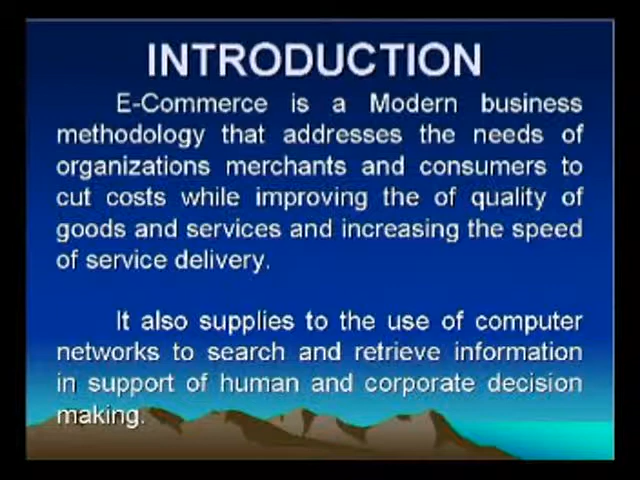 INTRODUCTION
E-Commerce is a Modern business
methodology that addresses the needs of
organizations merchants and consumers to
cut costs while improving the of quality of
goods and services and increasing the speed
of service delivery.
It also supplies to the use of computer
networks to search and retrieve information
in support of human and corporate decision
making.